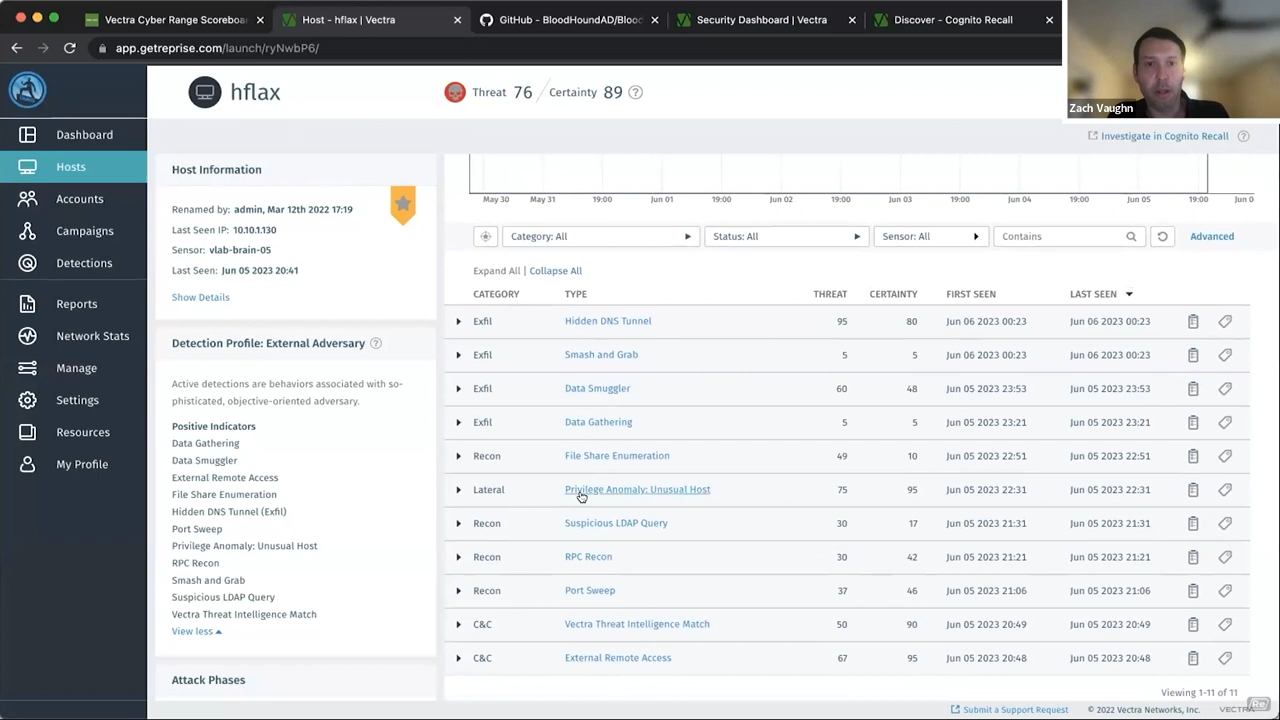 Vectra Cyber Range Scoreboa
Host - hflax | Vectra
GitHub - BloodHoundAD/Blood
Security Dashboard | Vectra
Discover - Cognito Recall
app.getreprise.com/launch/ryNwbP6/
Zach Vaughn
hflax
Threat 76 / Certainty 89
Investigate in Cognito Recall
Dashboard
Hosts
Accounts
Campaigns
Detections
Reports
Network Stats
Manage
Settings
Resources
My Profile
Host Information
Renamed by: admin, Mar 12th 2022 17:19
Last Seen IP: 10.10.1.130
Sensor: vlab-brain-05
Last Seen: Jun 05 2023 20:41
Show Details
Detection Profile: External Adversary
Active detections are behaviors associated with so-
phisticated, objective-oriented adversary.
Positive Indicators
Data Gathering
Data Smuggler
External Remote Access
File Share Enumeration
Hidden DNS Tunnel (Exfil)
Port Sweep
Privilege Anomaly: Unusual Host
RPC Recon
Smash and Grab
Suspicious LDAP Query
Vectra Threat Intelligence Match
View less
Attack Phases
May 30 May 31 19:00 Jun 01 19:00 Jun 02 19:00 Jun 03 19:00 Jun 04 19:00 Jun 05 19:00 Jun 0
Category: All Status: All Sensor: All Contains Advanced
Expand All | Collapse All
CATEGORY TYPE THREAT CERTAINTY FIRST SEEN LAST SEEN
Exfil Hidden DNS Tunnel 95 80 Jun 06 2023 00:23 Jun 06 2023 00:23
Exfil Smash and Grab 5 5 Jun 06 2023 00:23 Jun 06 2023 00:23
Exfil Data Smuggler 60 48 Jun 05 2023 23:53 Jun 05 2023 23:53
Exfil Data Gathering 5 5 Jun 05 2023 23:21 Jun 05 2023 23:21
Recon File Share Enumeration 49 10 Jun 05 2023 22:51 Jun 05 2023 22:51
Lateral Privilege Anomaly: Unusual Host 75 95 Jun 05 2023 22:31 Jun 05 2023 22:31
Recon Suspicious LDAP Query 30 17 Jun 05 2023 21:31 Jun 05 2023 21:31
Recon RPC Recon 30 42 Jun 05 2023 21:21 Jun 05 2023 21:21
Recon Port Sweep 37 46 Jun 05 2023 21:06 Jun 05 2023 21:06
C&C Vectra Threat Intelligence Match 50 90 Jun 05 2023 20:49 Jun 05 2023 20:49
C&C External Remote Access 67 95 Jun 05 2023 20:48 Jun 05 2023 20:48
Viewing 1-11 of 11
Submit a Support Request © 2022 Vectra Networks, Inc. VECTRA
Re